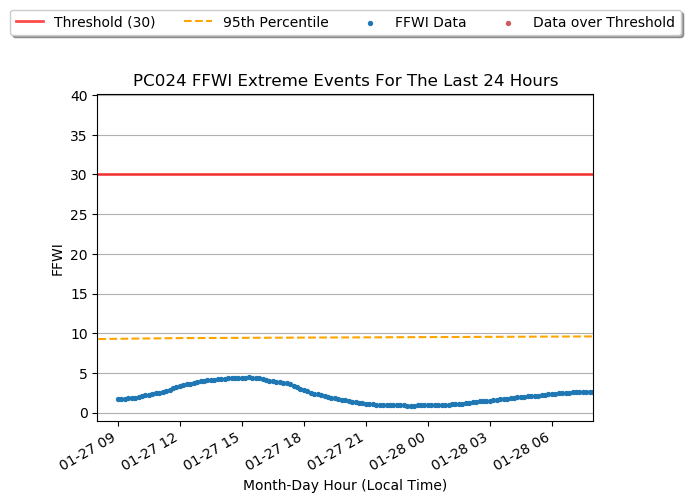 Threshold (30) 95th Percentile FFWI Data Data over Threshold
PC024 FFWI Extreme Events For The Last 24 Hours
40
35
30
25
20
15
10
5
0
FFWI
01-27 09 01-27 12 01-27 15 01-27 18 01-27 21 01-28 00 01-28 03 01-28 06
Month-Day Hour (Local Time)